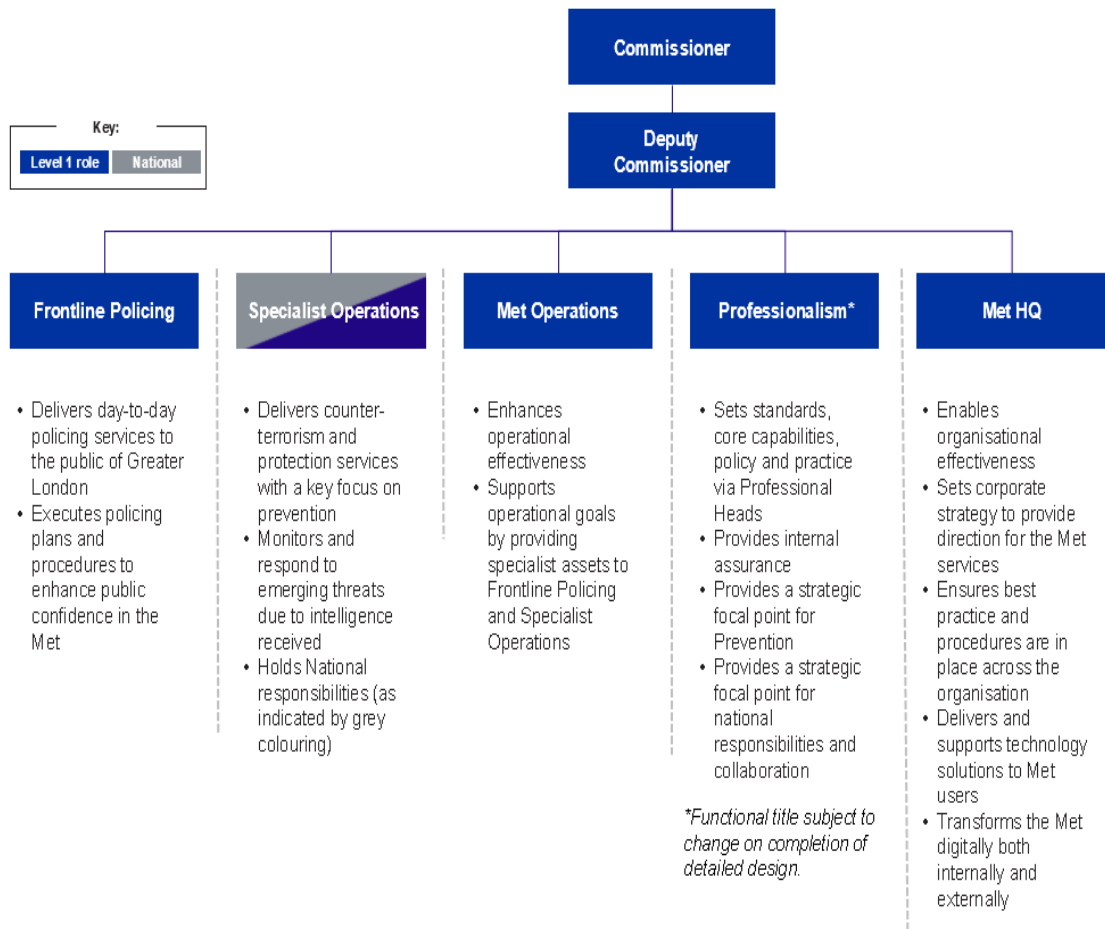 Commissioner
Key:
Level 1 role
National
Deputy
Commissioner
Frontline Policing
Specialist Operations
Met Operations
Professionalism*
Met HQ
• Delivers day-to-day
policing services to
the public of Greater
London
• Executes policing
plans and
procedures to
enhance public
confidence in the
Met
• Delivers counter-
terrorism and
protection services
with a key focus on
prevention
• Monitors and
respond to
emerging threats
due to intelligence
received
• Holds National
responsibilities (as
indicated by grey
colouring)
• Enhances
operational
effectiveness
• Supports
operational goals
by providing
specialist assets to
Frontline Policing
and Specialist
Operations
• Sets standards,
core capabilities,
policy and practice
via Professional
Heads
• Provides internal
assurance
• Provides a strategic
focal point for
Prevention
• Provides a strategic
focal point for
national
responsibilities and
collaboration
*Functional title subject to
change on completion of
detailed design.
• Enables
organisational
effectiveness
• Sets corporate
strategy to provide
direction for the Met
services
• Ensures best
practice and
procedures are in
place across the
organisation
• Delivers and
supports technology
solutions to Met
users
• Transforms the Met
digitally both
internally and
externally